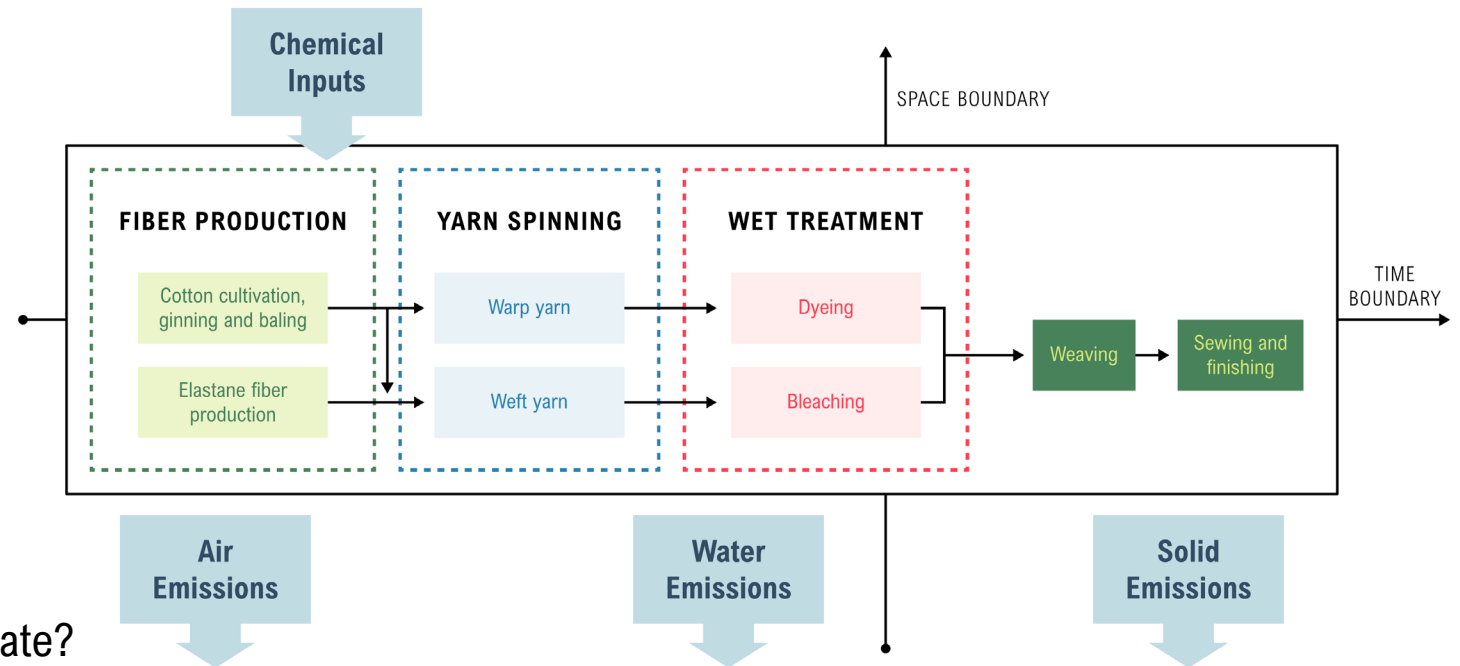 Chemical
Inputs
SPACE BOUNDARY
FIBER PRODUCTION
YARN SPINNING
WET TREATMENT
TIME
BOUNDARY
Cotton cultivation,
ginning and baling
Warp yarn
Dyeing
Weaving
Sewing and
finishing
Elastane fiber
production
Weft yarn
Bleaching
Air
Emissions
Water
Emissions
Solid
Emissions
ate?